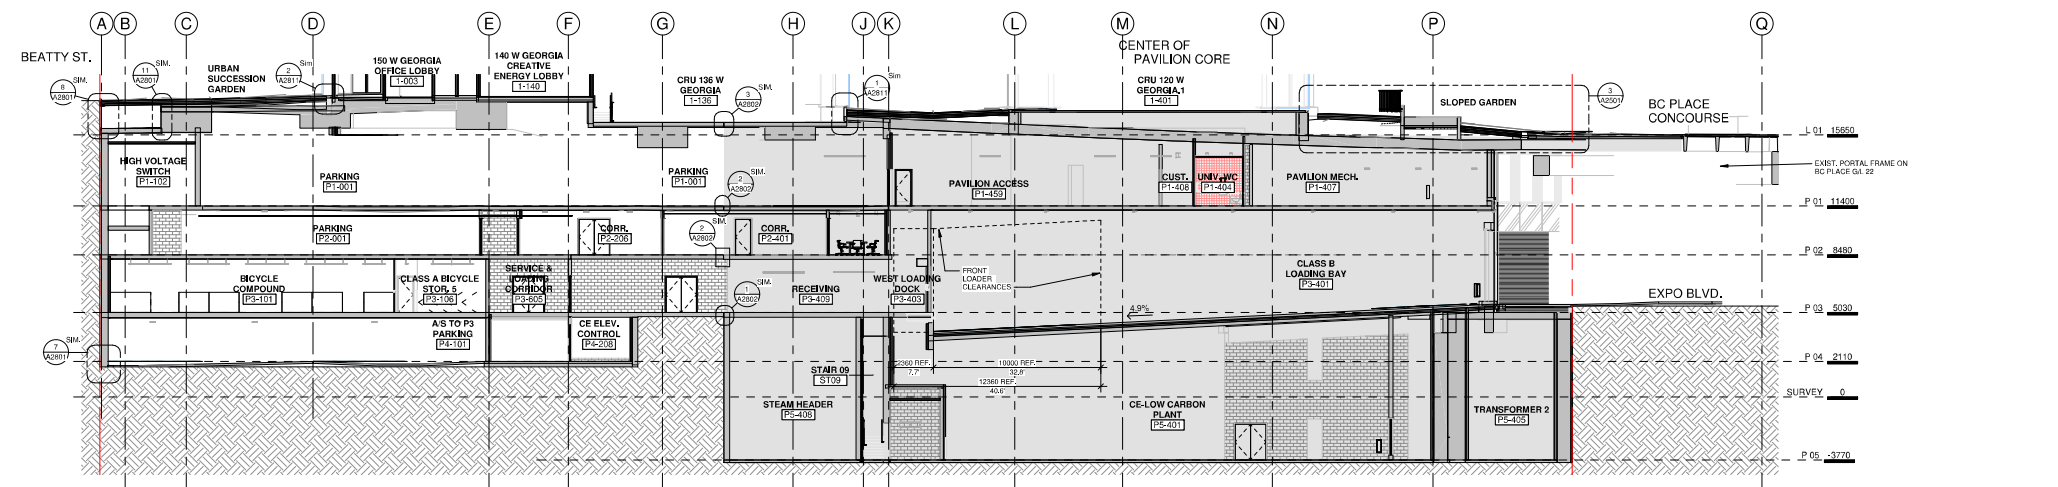 A B C D E F G H J K L M N P Q
BEATTY ST.
SIM.
8
A2801
11
A2801
SIM.
URBAN
SUCCESSION
GARDEN
2
A2811
Sim
150 W GEORGIA
OFFICE LOBBY
1-003
140 W GEORGIA
CREATIVE
ENERGY LOBBY
1-140
CRU 136 W
GEORGIA
1-136
3
A2802
SIM.
1
A2811
Sim
CENTER OF
PAVILION CORE
CRU 120 W
GEORGIA.1
1-401
SLOPED GARDEN
3
A2501
BC PLACE
CONCOURSE
L 01 15650
EXIST. PORTAL FRAME ON
BC PLACE G/L 22
HIGH VOLTAGE
SWITCH
P1-102
PARKING
P1-001
PARKING
P1-001
2
A2802
SIM.
PAVILION ACCESS
P1-459
CUST.
P1-408
UNIV. WC
P1-404
PAVILION MECH.
P1-407
P 01 11400
PARKING
P2-001
CORR.
P2-206
2
A2802
SIM.
CORR.
P2-401
P 02 8480
BICYCLE
COMPOUND
P3-101
CLASS A BICYCLE
STOR. 5
P3-106
SERVICE &
LOADING
CORRIDOR
P3-605
1
A2802
SIM.
RECEIVING
P3-409
WEST LOADING
DOCK
P3-403
FRONT
LOADER
CLEARANCES
CLASS B
LOADING BAY
P3-401
EXPO BLVD.
4.9%
P 03 5030
A/S TO P3
PARKING
P4-101
CE ELEV.
CONTROL
P4-208
SIM.
7
A2801
P 04 2110
2360 REF.
7.7'
10000 REF.
32.8'
12360 REF.
40.6'
STAIR 09
ST09
SURVEY 0
STEAM HEADER
P5-408
CE-LOW CARBON
PLANT
P5-401
TRANSFORMER 2
P5-405
P 05 -3770